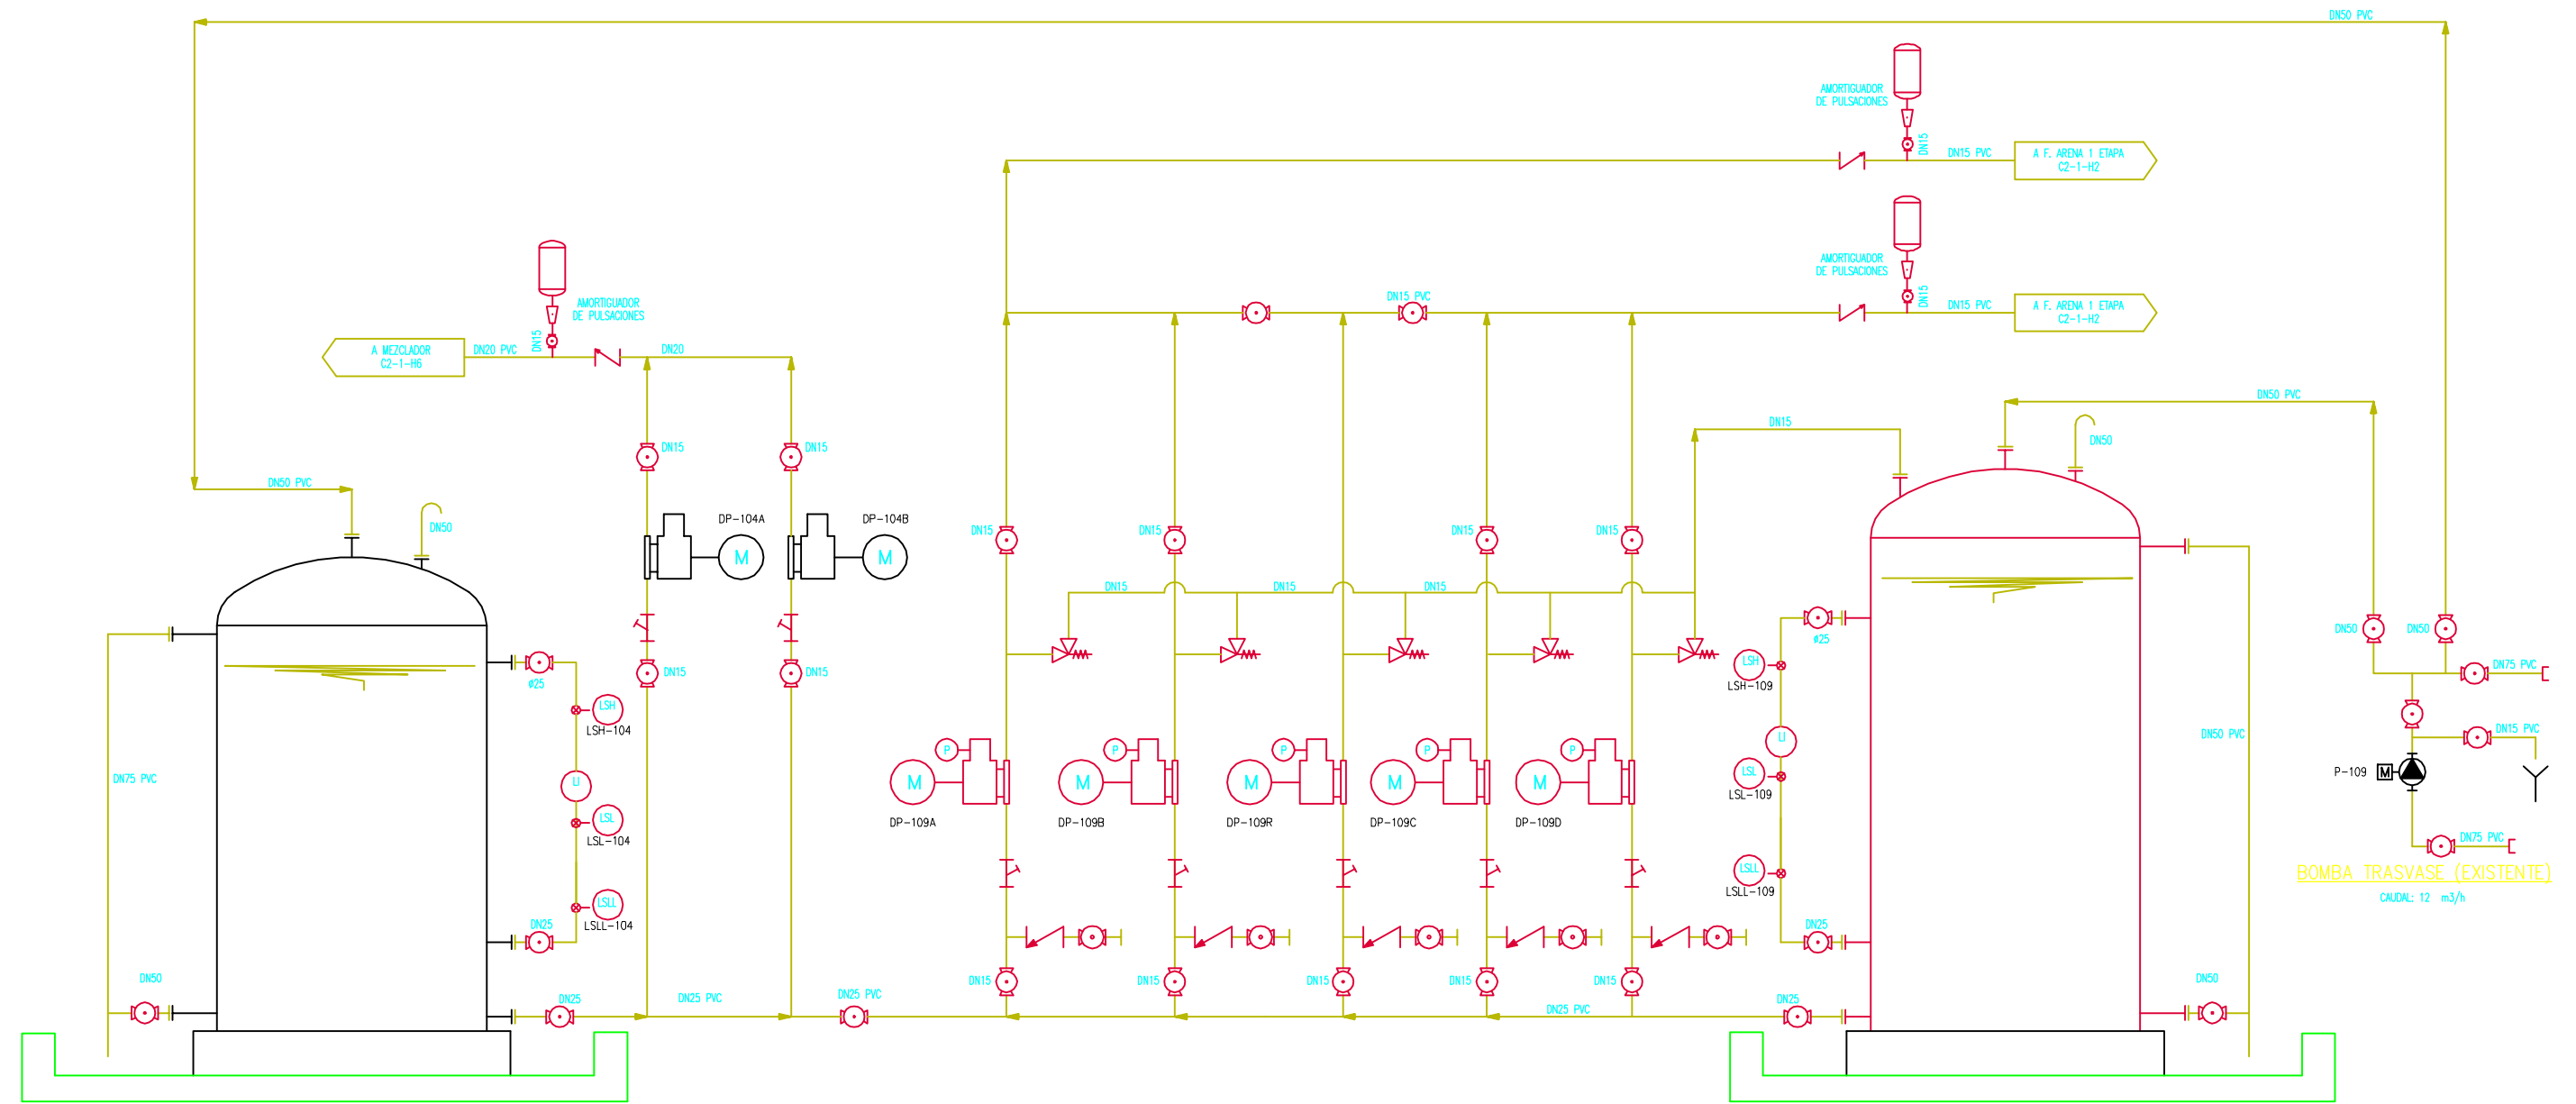 DN50 PVC
AMORTIGUADOR
DE PULSACIONES
DN15
DN15 PVC
A F. ARENA 1 ETAPA
C2-1-H2
AMORTIGUADOR
DE PULSACIONES
DN15
DN15 PVC
A F. ARENA 1 ETAPA
C2-1-H2
DN15 PVC
AMORTIGUADOR
DE PULSACIONES
DN15
A MEZCLADOR
C2-1-H6
DN20 PVC
DN20
DN50 PVC
DN15
DN50
DN15
DN15
DN50 PVC
DN50
DP-104A
M
DP-104B
M
DN15
DN15
DN15
DN15
DN15
DN15
DN15
DN50
DN50
Ø25
DN15
DN15
Ø25
LSH
LSH-104
LSH
LSH-109
DN75 PVC
DN15 PVC
DN50 PVC
LI
P
P
P
P
P
LI
DN75 PVC
LI
LSL
LSL-104
M
M
M
M
M
DP-109A
DP-109B
DP-109R
DP-109C
DP-109D
LSL
LSL-109
P-109
M
DN75 PVC
LSLL
LSLL-109
BOMBA TRASVASE (EXISTENTE)
CAUDAL: 12 m3/h
LSLL
LSLL-104
DN25
DN25
DN50
DN15
DN15
DN15
DN15
DN15
DN50
DN25
DN25 PVC
DN25 PVC
DN25 PVC
DN25